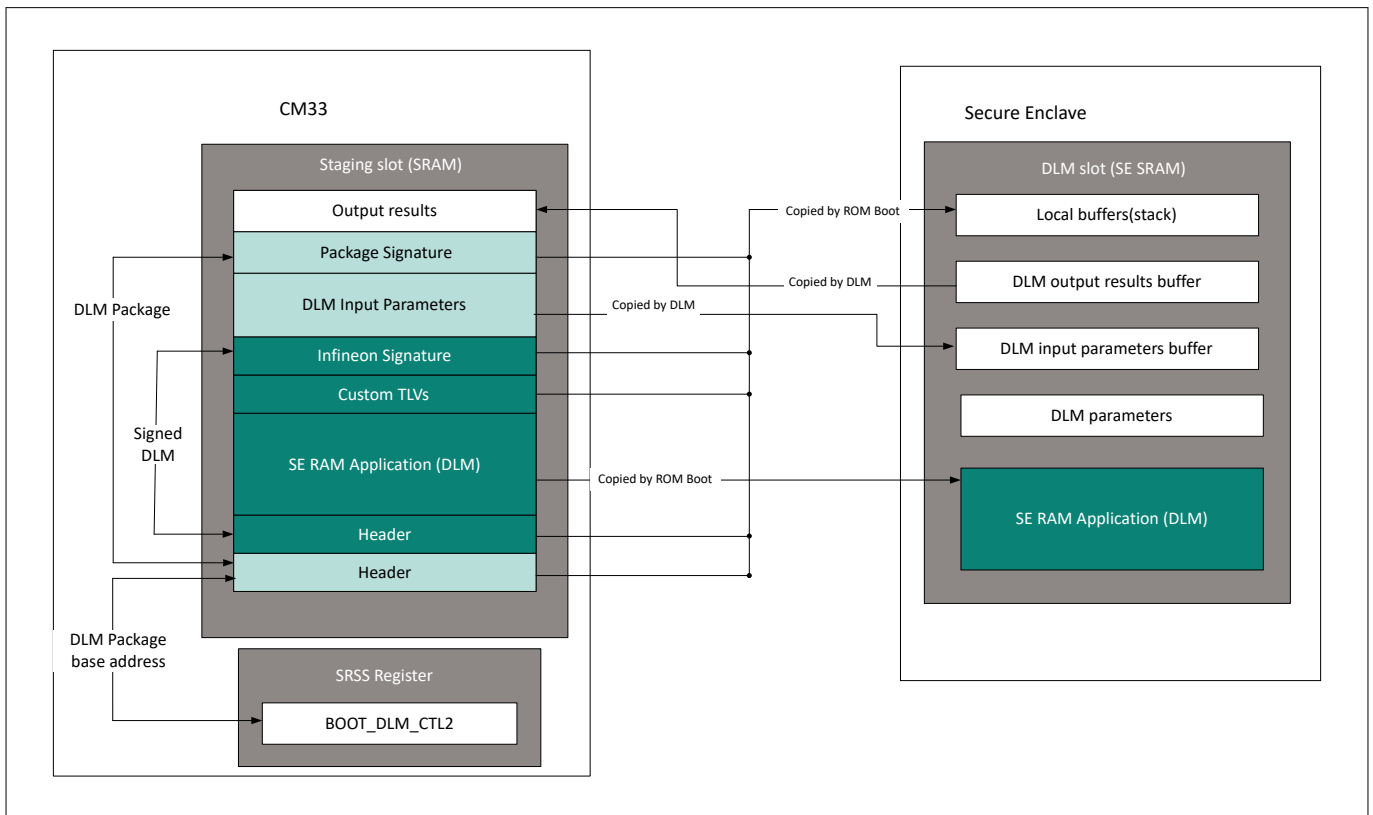 CM33
Staging slot (SRAM)
Output results
Package Signature
DLM Input Parameters
Infineon Signature
Custom TLVs
SE RAM Application (DLM)
Header
Header
DLM Package
Signed
DLM
DLM Package
base address
SRSS Register
BOOT_DLM_CTL2
Copied by ROM Boot
Copied by DLM
Copied by DLM
Copied by ROM Boot
Secure Enclave
DLM slot (SE SRAM)
Local buffers(stack)
DLM output results buffer
DLM input parameters buffer
DLM parameters
SE RAM Application (DLM)